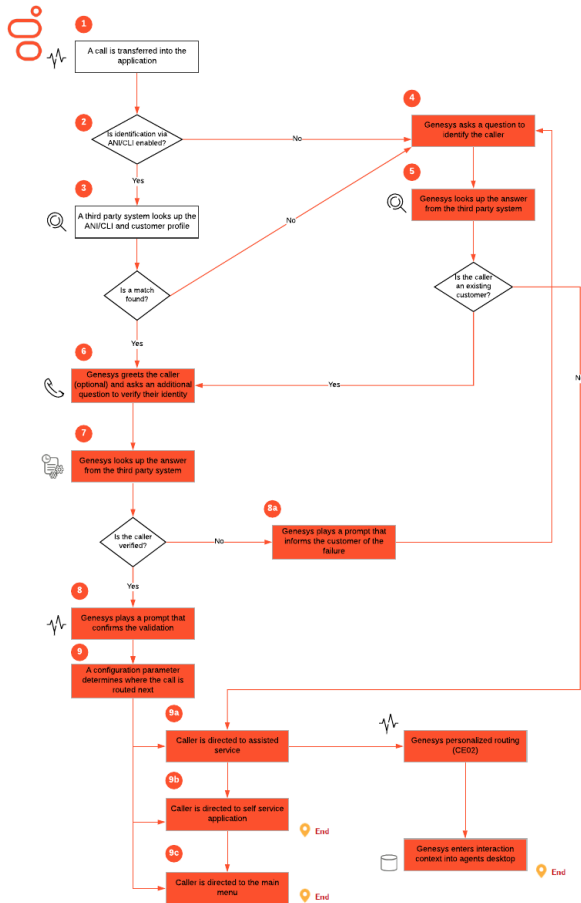 1
A call is transferred into the
application
2
Is identification via
ANI/CLI enabled?
No
Yes
3
A third party system looks up the
ANI/CLI and customer profile
No
Is a match
found?
Yes
4
Genesys asks a question to
identify the caller
5
Genesys looks up the answer
from the third party system
Is the caller
an existing
customer?
N
Yes
6
Genesys greets the caller
(optional) and asks an additional
question to verify their identity
7
Genesys looks up the answer
from the third party system
Is the caller
verified?
No
8a
Genesys plays a prompt that
informs the customer of the
failure
Yes
8
Genesys plays a prompt that
confirms the validation
9
A configuration parameter
determines where the call is
routed next
9a
Caller is directed to assisted
service
Genesys personalized routing
(CE02)
9b
Caller is directed to self service
application
End
Genesys enters interaction
context into agents desktop
End
9c
Caller is directed to the main
menu
End